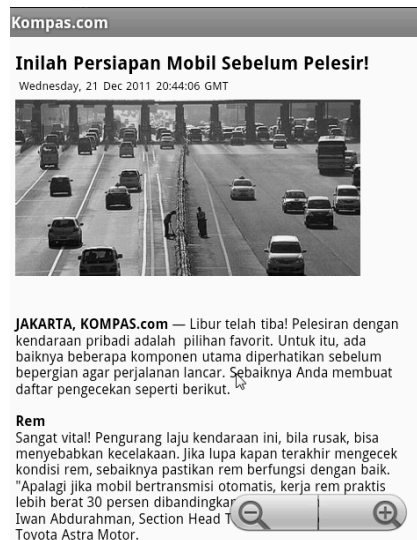 Kompas.com
Inilah Persiapan Mobil Sebelum Pelesir!
Wednesday, 21 Dec 2011 20:44:06 GMT
JAKARTA, KOMPAS.com — Libur telah tiba! Pelesiran dengan
kendaraan pribadi adalah pilihan favorit. Untuk itu, ada
baiknya beberapa komponen utama diperhatikan sebelum
bepergian agar perjalanan lancar. Sebaiknya Anda membuat
daftar pengecekan seperti berikut.
Rem
Sangat vital! Pengurang laju kendaraan ini, bila rusak, bisa
menyebabkan kecelakaan. Jika lupa kapan terakhir mengecek
kondisi rem, sebaiknya pastikan rem berfungsi dengan baik.
"Apalagi jika mobil bertransmisi otomatis, kerja rem praktis
lebih berat 30 persen
Iwan Abdurahman, Section Head
Toyota Astra Motor.